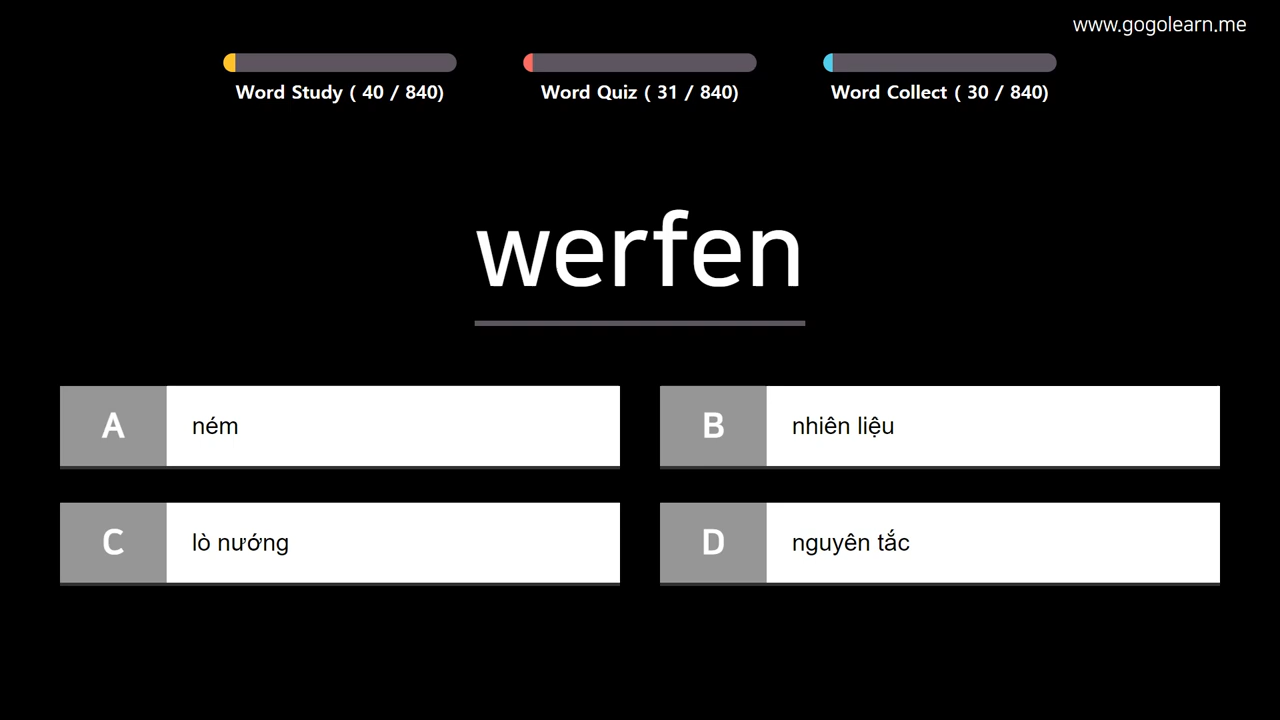 www.gogolearn.me
Word Study ( 40 / 840)
Word Quiz ( 31 / 840)
Word Collect ( 30 / 840)
werfen
A ném
B nhiên liệu
C lò nướng
D nguyên tắc